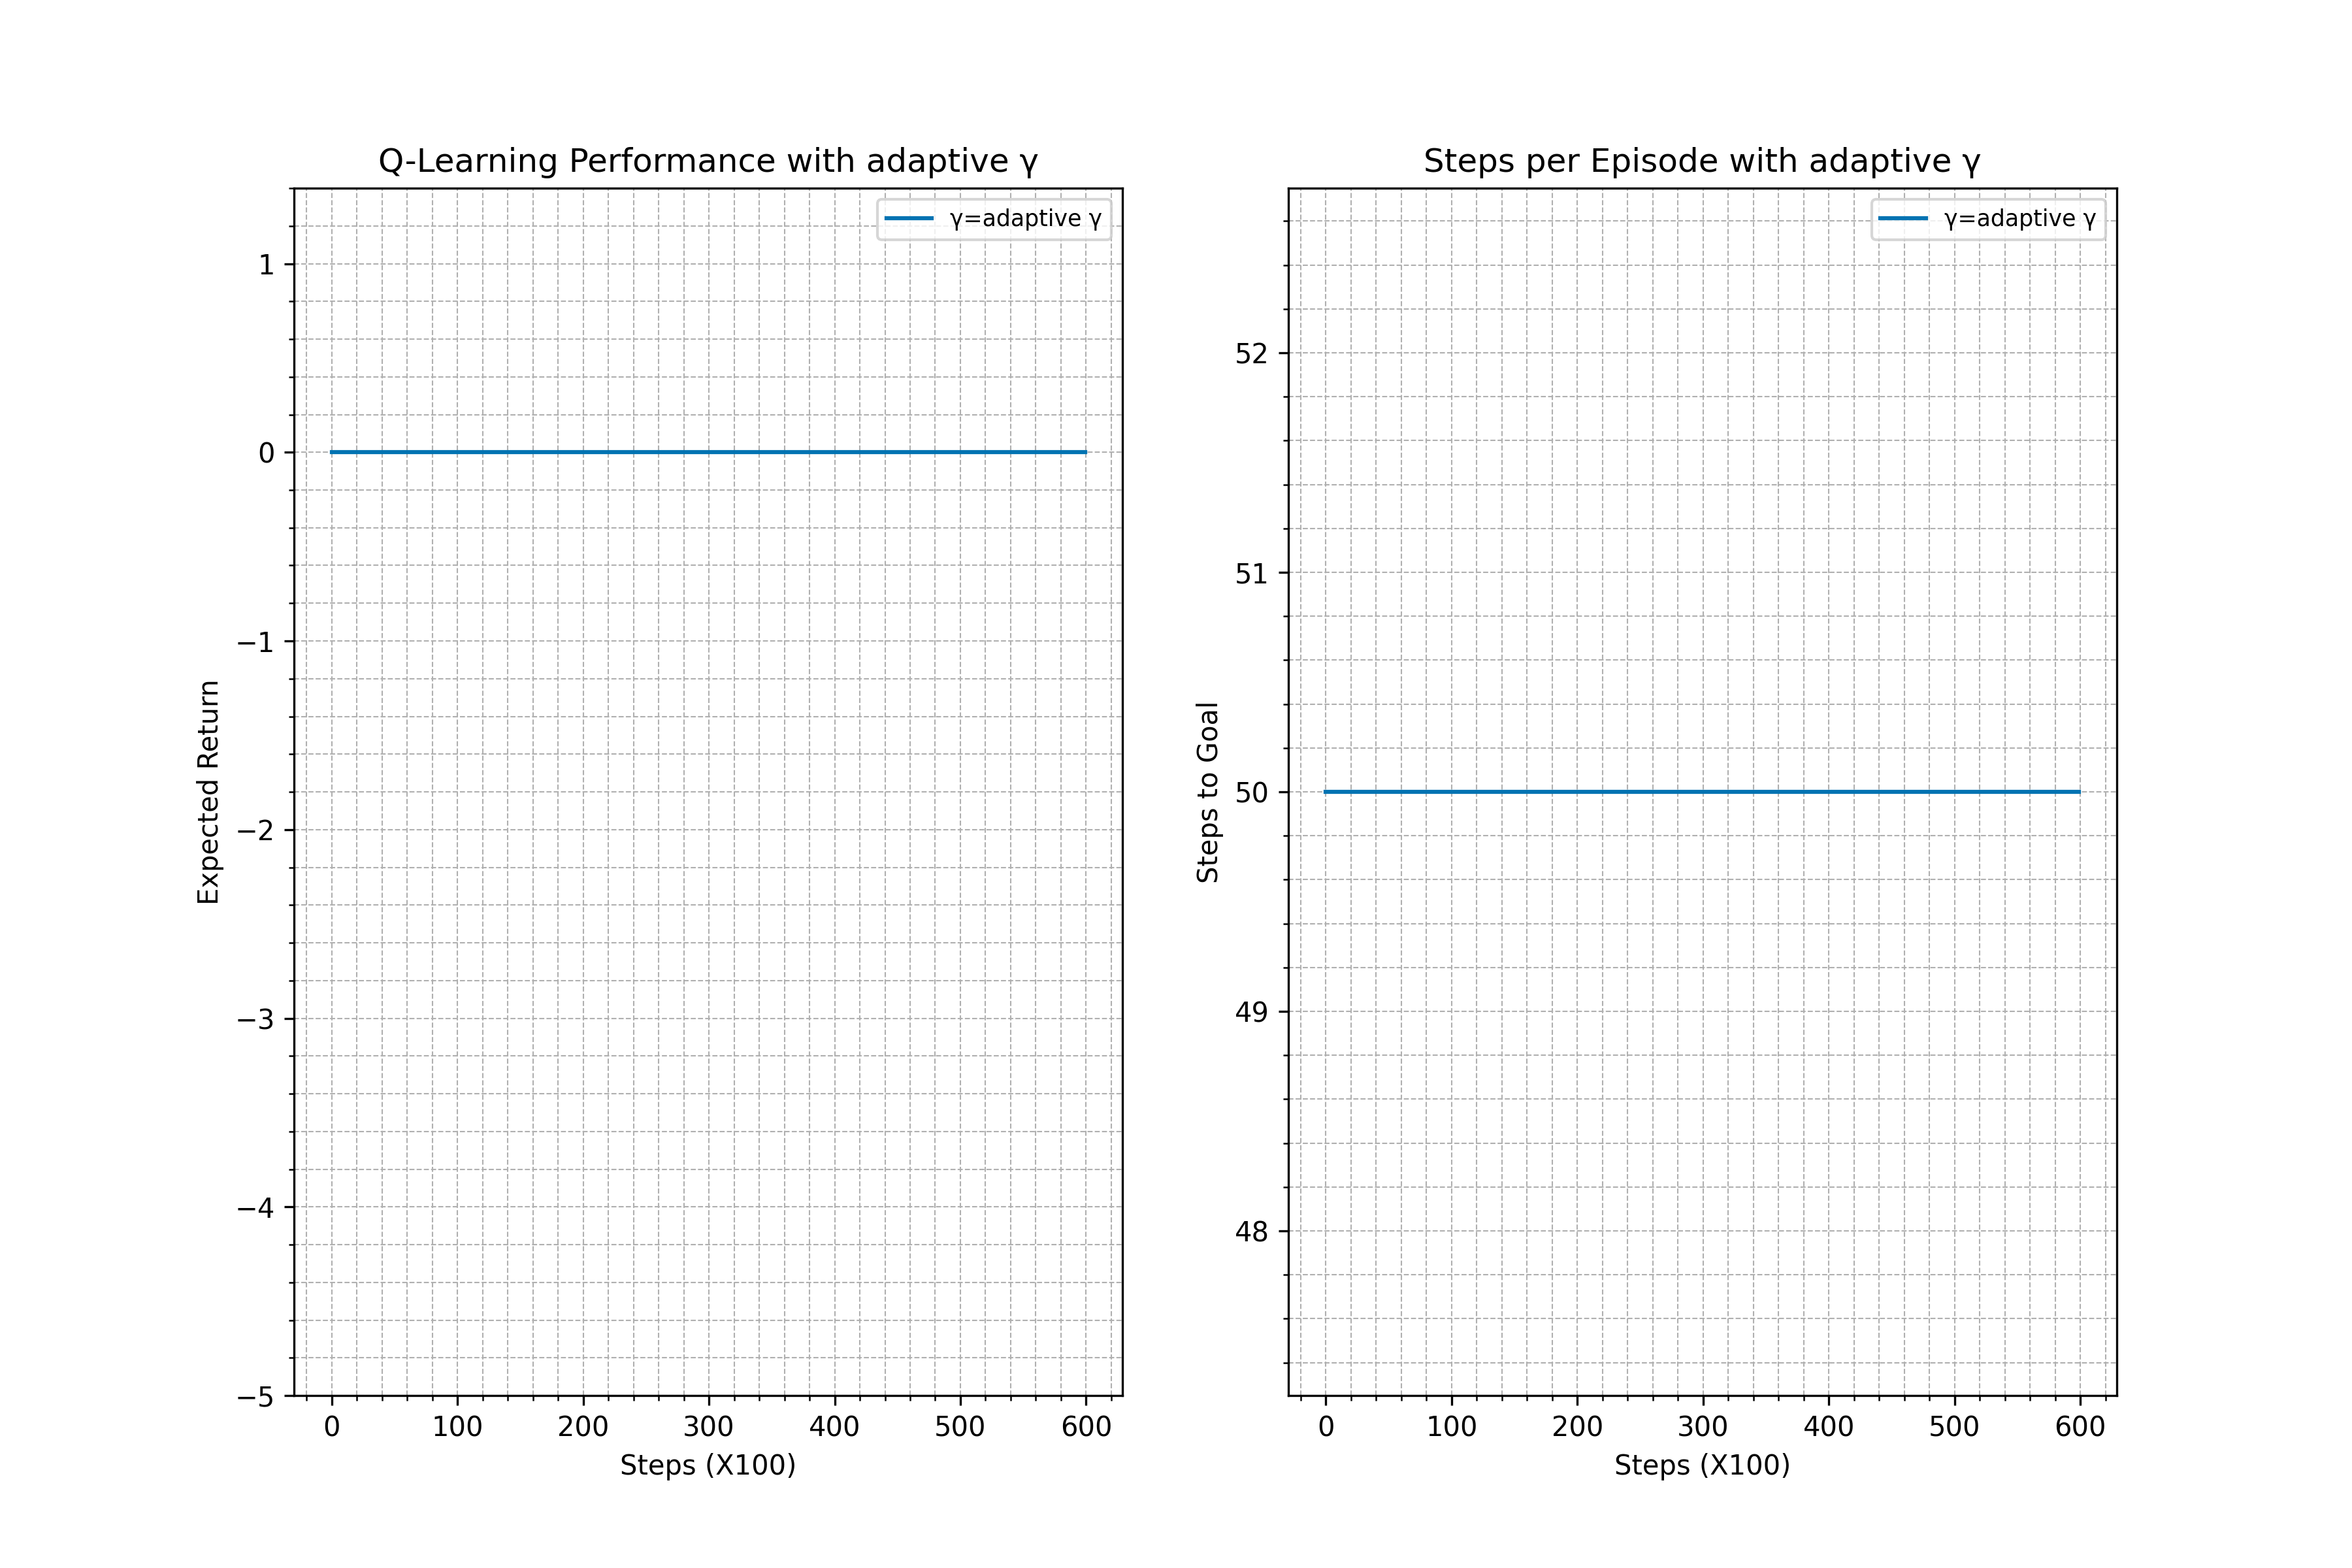 Q-Learning Performance with adaptive γ
γ=adaptive γ
1
0
−1
−2
−3
−4
−5
Expected Return
0 100 200 300 400 500 600
Steps (X100)
Steps per Episode with adaptive γ
γ=adaptive γ
52
51
50
49
48
Steps to Goal
0 100 200 300 400 500 600
Steps (X100)